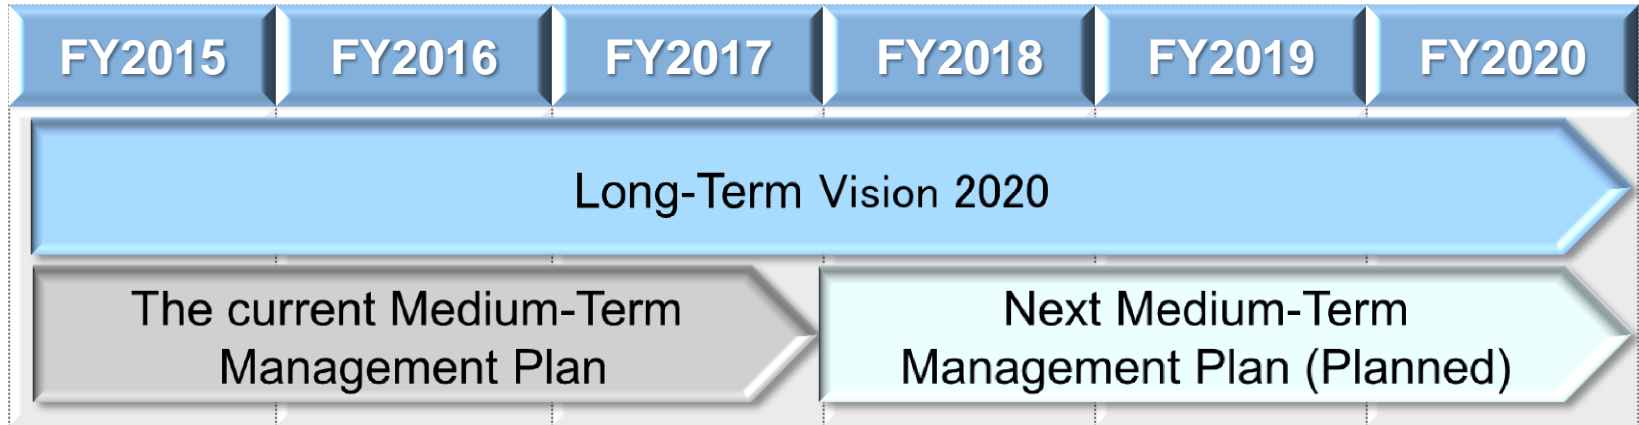 FY2015 FY2016 FY2017 FY2018 FY2019 FY2020
Long-Term Vision 2020
The current Medium-Term
Management Plan
Next Medium-Term
Management Plan (Planned)